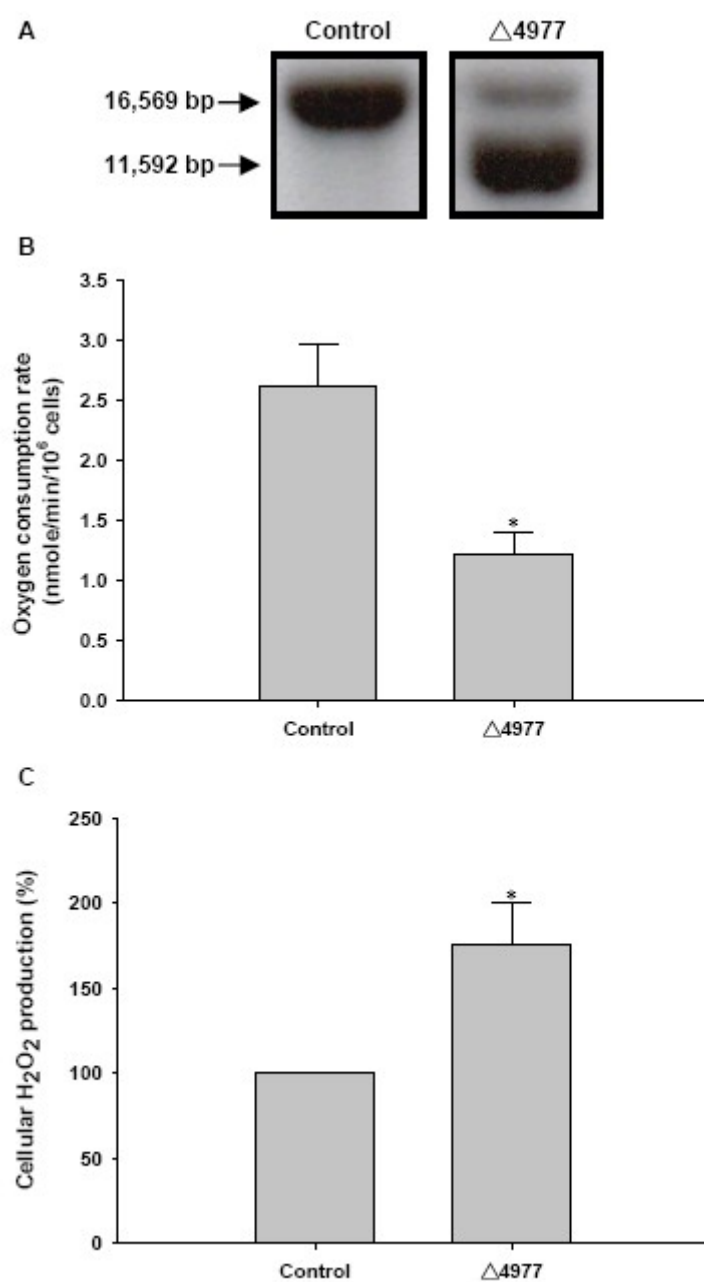 A
Control △4977
16,569 bp
11,592 bp
B
3.5
3.0
2.5
2.0
1.5
1.0
0.5
0.0
Oxygen consumption rate
(nmole/min/10⁶ cells)
*
Control △4977
C
250
200
150
100
50
0
Cellular H₂O₂ production (%)
*
Control △4977